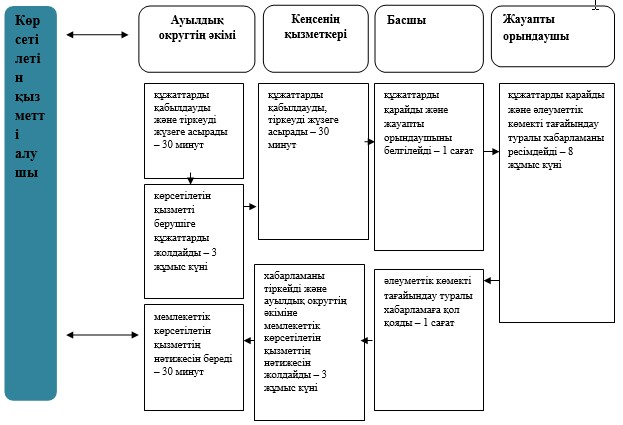 Көр
сеті
леті
н
қыз
метт
і
алу
шы
Ауылдық
округтің әкімі
Кеңсенің
қызметкері
Басшы
Жауапты
орындаушы
құжаттарды
қабылдауды
және тіркеуді
жүзеге асырады
– 30 минут
құжаттарды
қабылдауды,
тіркеуді жүзеге
асырады – 30
минут
құжаттарды
қарайды және
жауапты
орындаушыны
белгілейді – 1 сағат
құжаттарды қарайды
және әлеуметтік
көмекті тағайындау
туралы хабарламаны
ресімдейді – 8
жұмыс күні
көрсетілетін
қызметті
берушіге
құжаттарды
жолдайды – 3
жұмыс күні
хабарламаны
тіркейді және
ауылдық округтің
әкіміне
мемлекеттік
көрсетілетін
қызметтің
нәтижесін
жолдайды – 3
жұмыс күні
әлеуметтік көмекті
тағайындау туралы
хабарламаға қол
қояды – 1 сағат
мемлекеттік
көрсетілетін
қызметтің
нәтижесін береді
– 30 минут